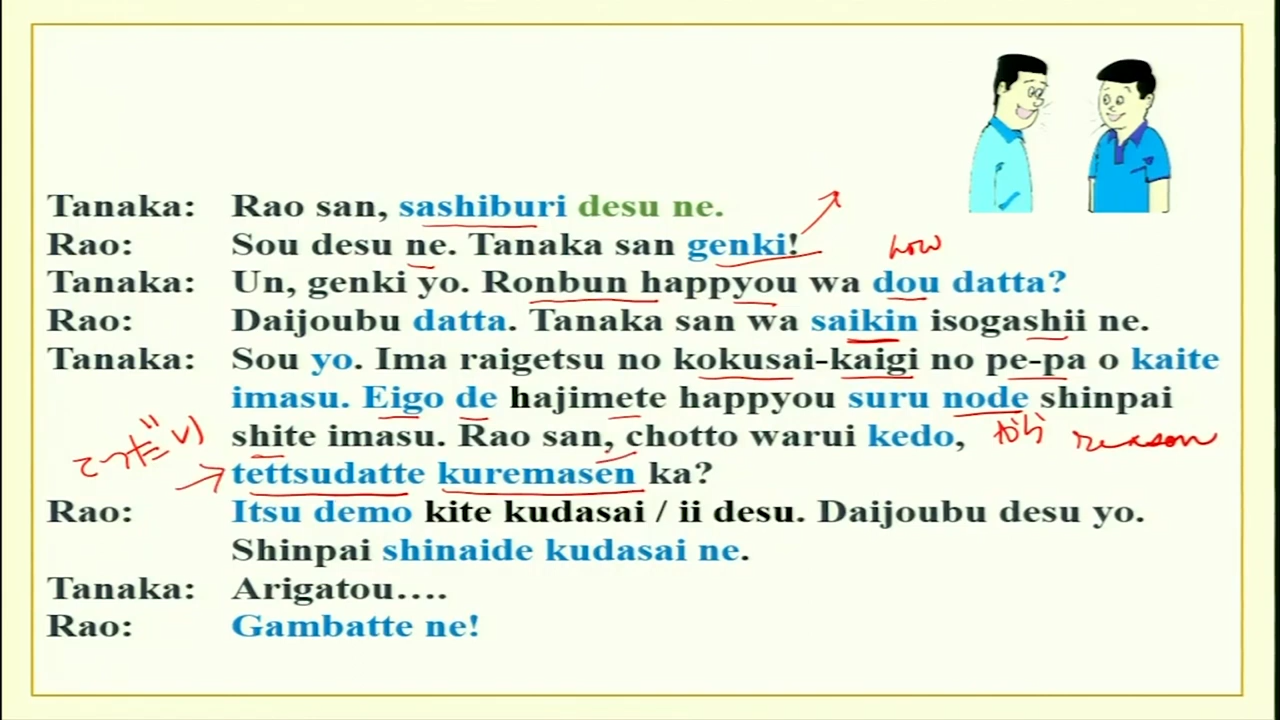 Tanaka: Rao san, sashiburi desu ne.
Rao: Sou desu ne. Tanaka san genki!
how
Tanaka: Un, genki yo. Ronbun happyou wa dou datta?
Rao: Daijoubu datta. Tanaka san wa saikin isogashii ne.
Tanaka: Sou yo. Ima raigetsu no kokusai-kaigi no pe-pa o kaite
imasu. Eigo de hajimete happyou suru node shinpai
shite imasu. Rao san, chotto warui kedo,
から reason
tettsudatte kuremasen ka?
Rao: Itsu demo kite kudasai / ii desu. Daijoubu desu yo.
Shinpai shinaide kudasai ne.
Tanaka: Arigatou....
Rao: Gambatte ne!